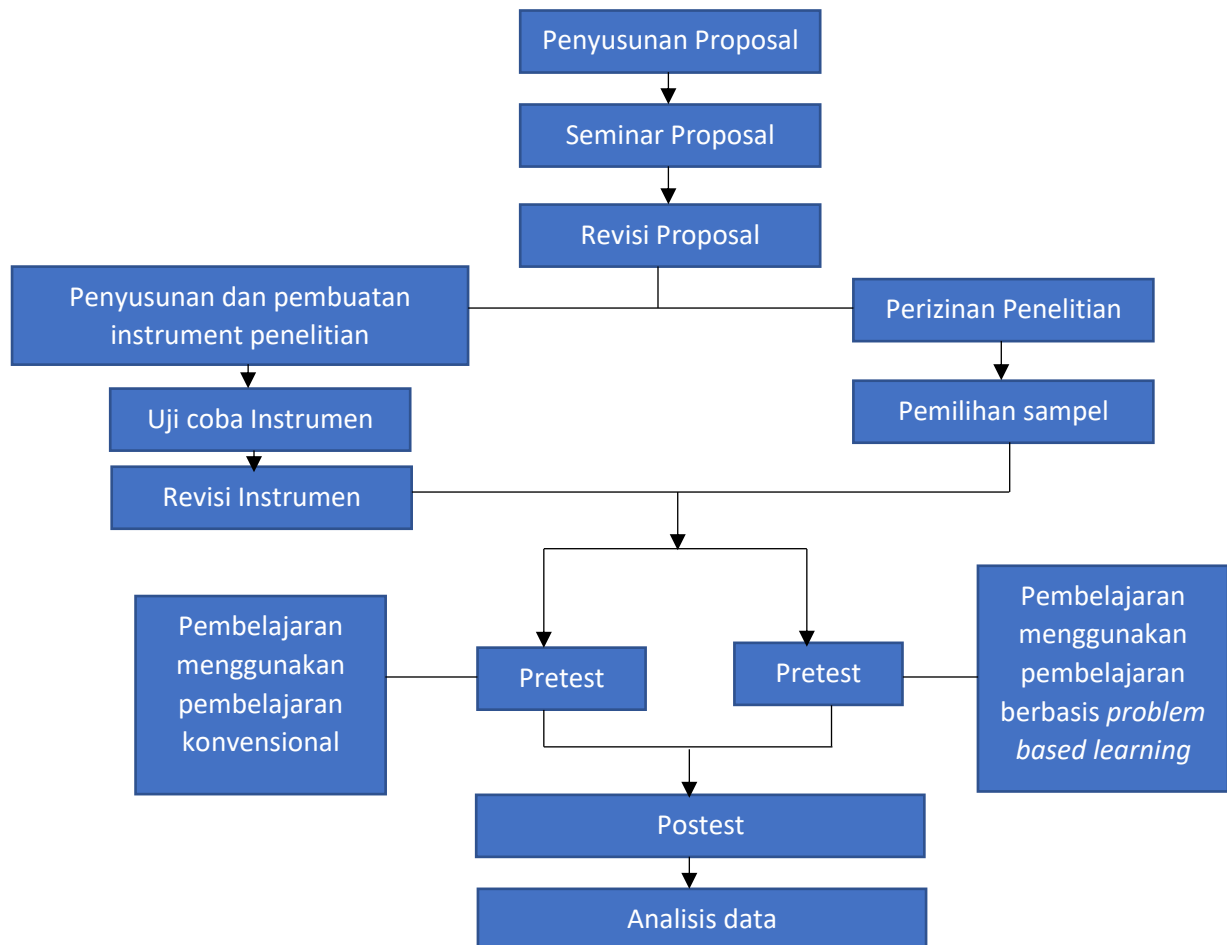 Penyusunan Proposal
Seminar Proposal
Revisi Proposal
Penyusunan dan pembuatan
instrument penelitian
Perizinan Penelitian
Uji coba Instrumen
Pemilihan sampel
Revisi Instrumen
Pembelajaran
menggunakan
pembelajaran
konvensional
Pretest
Pretest
Pembelajaran
menggunakan
pembelajaran
berbasis problem
based learning
Postest
Analisis data